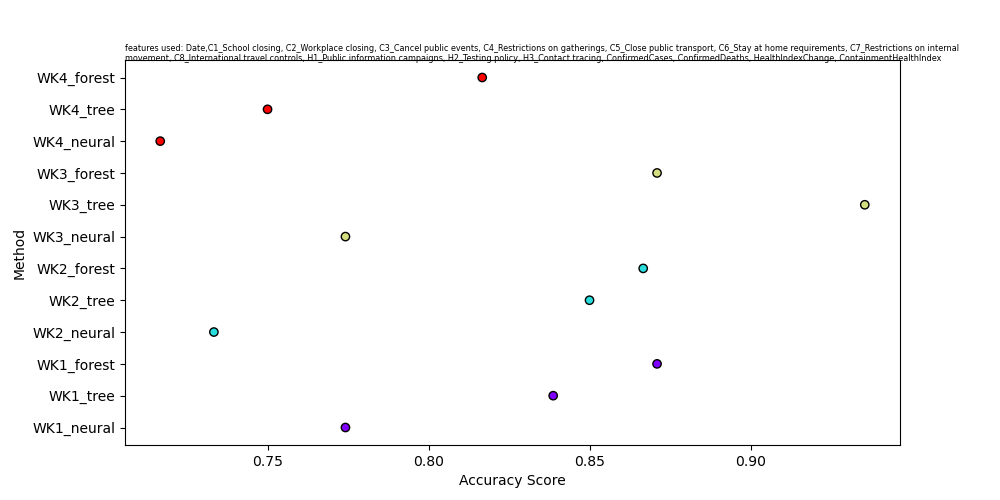 features used: Date,C1_School closing, C2_Workplace closing, C3_Cancel public events, C4_Restrictions on gatherings, C5_Close public transport, C6_Stay at home requirements, C7_Restrictions on internal
movement, C8_International travel controls, H1_Public information campaigns, H2_Testing policy, H3_Contact tracing, ConfirmedCases, ConfirmedDeaths, HealthIndexChange, ContainmentHealthIndex
WK4_forest
WK4_tree
WK4_neural
WK3_forest
WK3_tree
WK3_neural
WK2_forest
WK2_tree
WK2_neural
WK1_forest
WK1_tree
WK1_neural
Method
0.75 0.80 0.85 0.90
Accuracy Score